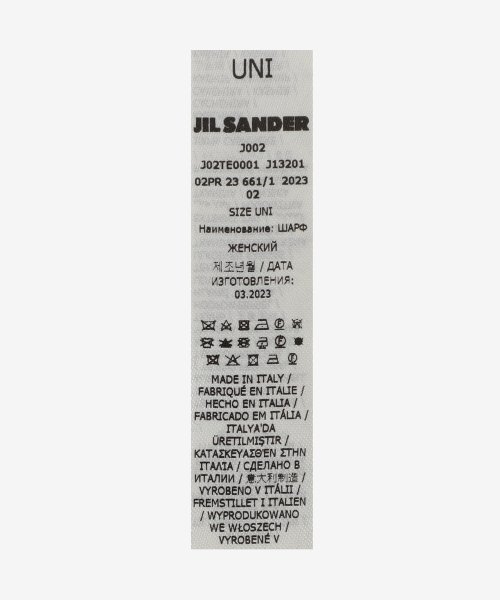 UNI
JIL SANDER
J002
J02TE0001 J13201
02PR 23 661/1 2023
02
SIZE UNI
Наименование: ШАРФ
ЖЕНСКИЙ
제조년월 / ДАТА
ИЗГОТОВЛЕНИЯ:
03.2023
MADE IN ITALY /
FABRIQUÉ EN ITALIE /
HECHO EN ITALIA /
FABRICADO EM ITÁLIA /
ITALYA'DA
ÜRETILMIŞTIR /
ΚΑΤΑΣΚΕΥΑΣΘΈΝ ΣΤΗΝ
ΙΤΑΛΙΑ / СДЕЛАНО В
ИТАЛИИ / 意大利制造 /
VYROBENO V ITÁLII /
FREMSTILLET I ITALIEN
/ WYPRODUKOWANO
WE WŁOSZECH /
VYROBENÉ V